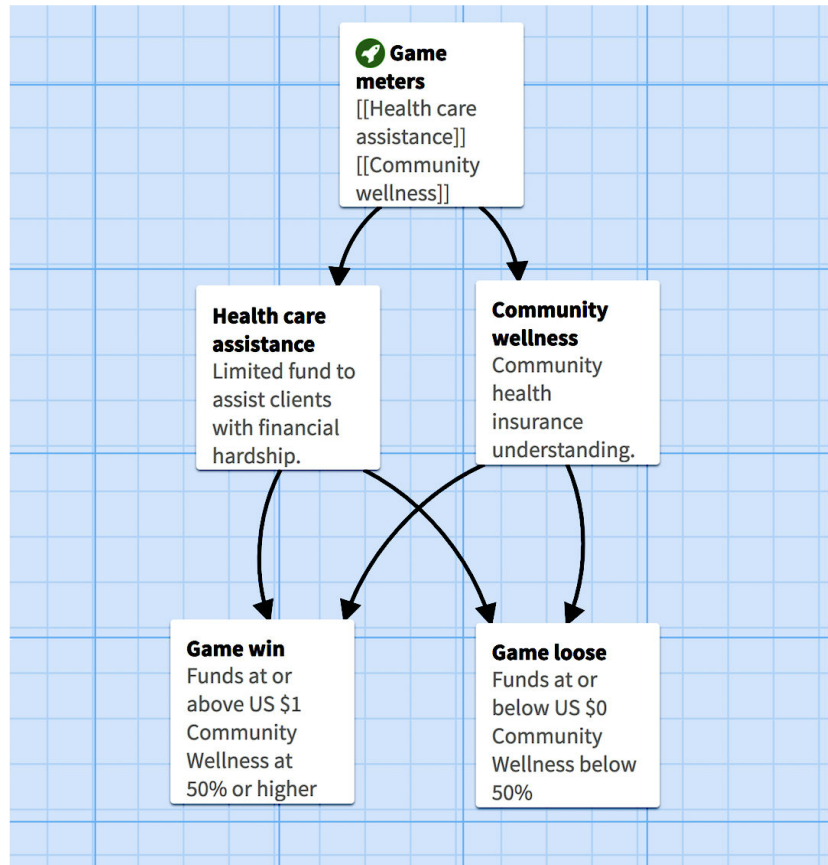 Game
meters
[[Health care
assistance]]
[[Community
wellness]]
Health care
assistance
Limited fund to
assist clients
with financial
hardship.
Community
wellness
Community
health
insurance
understanding.
Game win
Funds at or
above US $1
Community
Wellness at
50% or higher
Game loose
Funds at or
below US $0
Community
Wellness below
50%